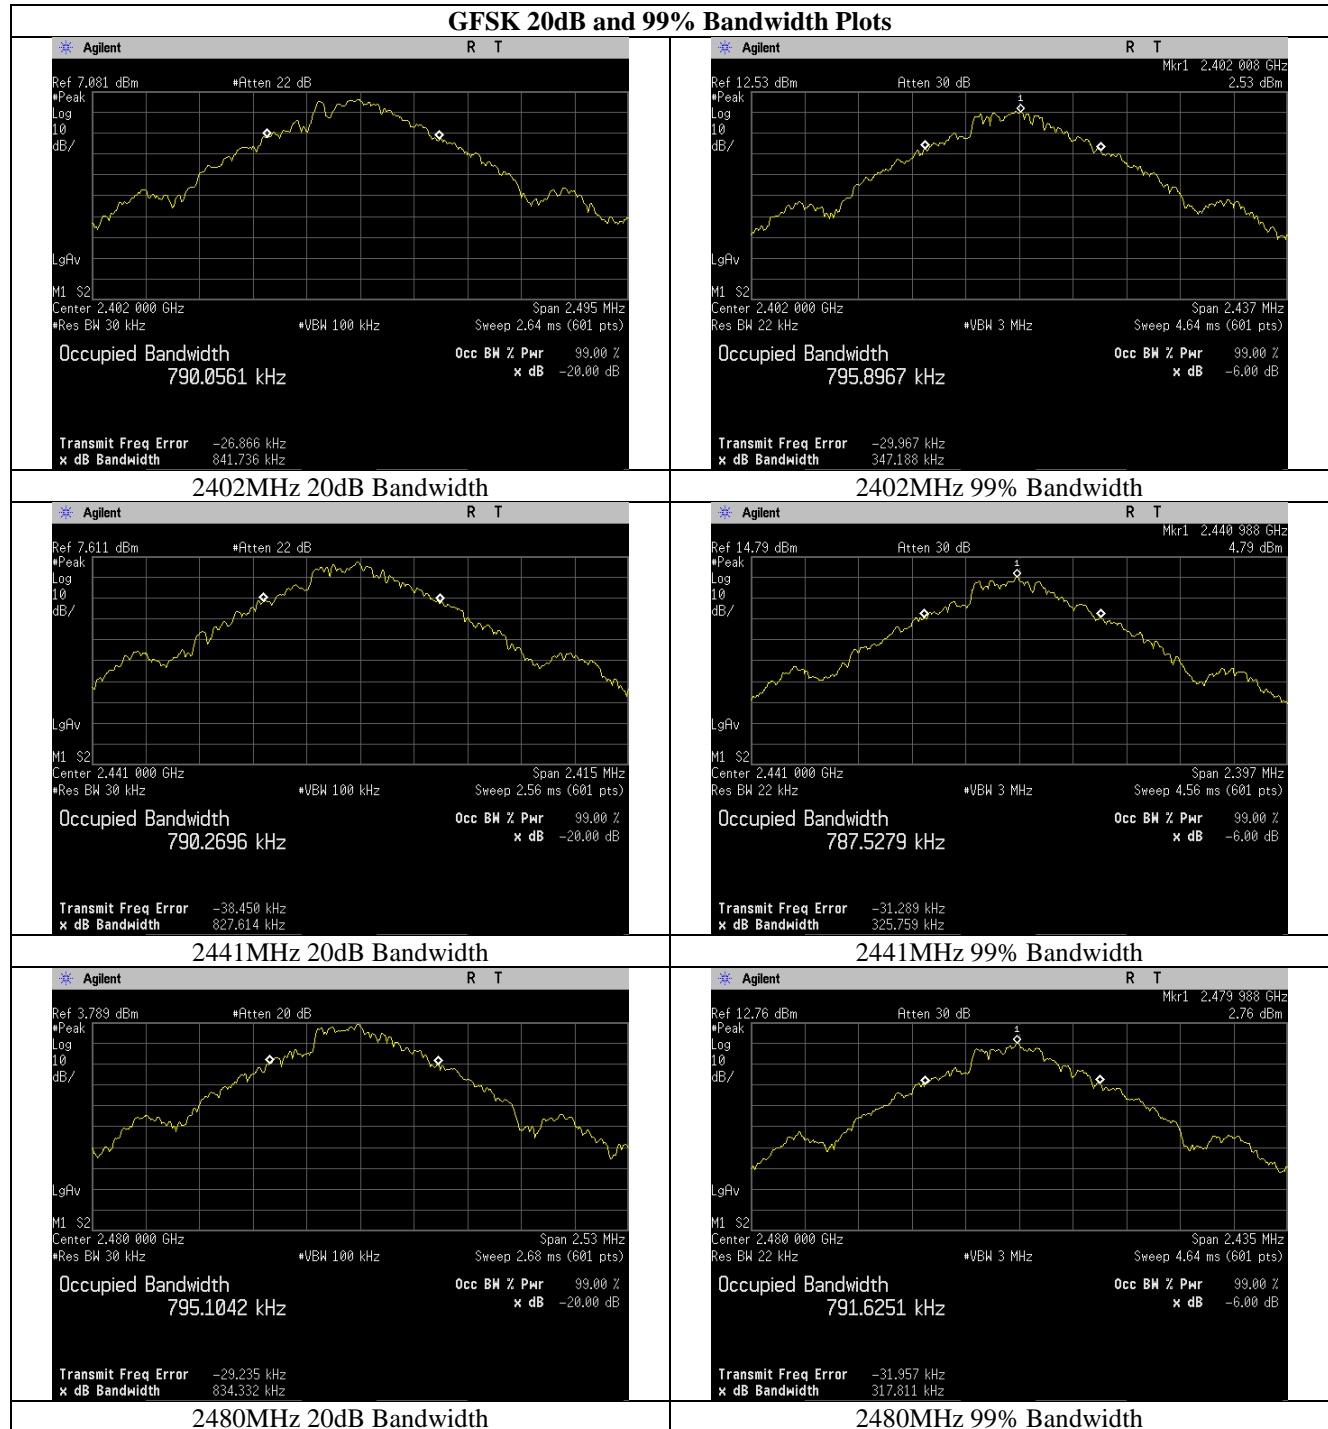 GFSK 20dB and 99% Bandwidth Plots
Agilent R T
Ref 7.081 dBm #Atten 22 dB
#Peak
Log
10
dB/
LgAv
M1 S2
Center 2.402 000 GHz Span 2.495 MHz
#Res BW 30 kHz #VBW 100 kHz Sweep 2.64 ms (601 pts)
Occupied Bandwidth Occ BW % Pwr 99.00 %
790.0561 kHz x dB -20.00 dB
Transmit Freq Error -26.866 kHz
x dB Bandwidth 841.736 kHz
2402MHz 20dB Bandwidth
Agilent R T
Mkr1 2.402 008 GHz
Ref 12.53 dBm Atten 30 dB 2.53 dBm
#Peak
Log
10
dB/
1
LgAv
M1 S2
Center 2.402 000 GHz Span 2.437 MHz
Res BW 22 kHz #VBW 3 MHz Sweep 4.64 ms (601 pts)
Occupied Bandwidth Occ BW % Pwr 99.00 %
795.8967 kHz x dB -6.00 dB
Transmit Freq Error -29.967 kHz
x dB Bandwidth 347.188 kHz
2402MHz 99% Bandwidth
Agilent R T
Ref 7.611 dBm #Atten 22 dB
#Peak
Log
10
dB/
LgAv
M1 S2
Center 2.441 000 GHz Span 2.415 MHz
#Res BW 30 kHz #VBW 100 kHz Sweep 2.56 ms (601 pts)
Occupied Bandwidth Occ BW % Pwr 99.00 %
790.2696 kHz x dB -20.00 dB
Transmit Freq Error -38.450 kHz
x dB Bandwidth 827.614 kHz
2441MHz 20dB Bandwidth
Agilent R T
Mkr1 2.440 988 GHz
Ref 14.79 dBm Atten 30 dB 4.79 dBm
#Peak
Log
10
dB/
1
LgAv
M1 S2
Center 2.441 000 GHz Span 2.397 MHz
Res BW 22 kHz #VBW 3 MHz Sweep 4.56 ms (601 pts)
Occupied Bandwidth Occ BW % Pwr 99.00 %
787.5279 kHz x dB -6.00 dB
Transmit Freq Error -31.289 kHz
x dB Bandwidth 325.759 kHz
2441MHz 99% Bandwidth
Agilent R T
Ref 3.789 dBm #Atten 20 dB
#Peak
Log
10
dB/
LgAv
M1 S2
Center 2.480 000 GHz Span 2.53 MHz
#Res BW 30 kHz #VBW 100 kHz Sweep 2.68 ms (601 pts)
Occupied Bandwidth Occ BW % Pwr 99.00 %
795.1042 kHz x dB -20.00 dB
Transmit Freq Error -29.235 kHz
x dB Bandwidth 834.332 kHz
2480MHz 20dB Bandwidth
Agilent R T
Mkr1 2.479 988 GHz
Ref 12.76 dBm Atten 30 dB 2.76 dBm
#Peak
Log
10
dB/
1
LgAv
M1 S2
Center 2.480 000 GHz Span 2.435 MHz
Res BW 22 kHz #VBW 3 MHz Sweep 4.64 ms (601 pts)
Occupied Bandwidth Occ BW % Pwr 99.00 %
791.6251 kHz x dB -6.00 dB
Transmit Freq Error -31.957 kHz
x dB Bandwidth 317.811 kHz
2480MHz 99% Bandwidth